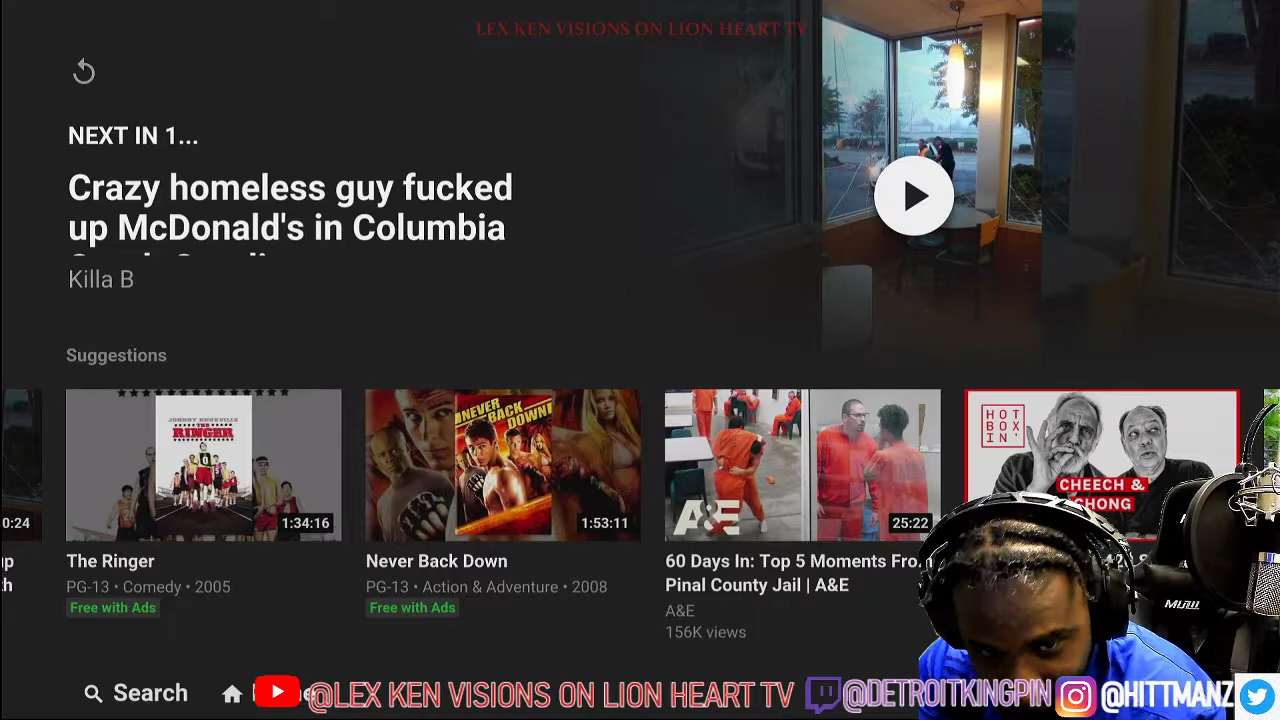 LEX KEN VISIONS ON LION HEART TV
NEXT IN 1...
Crazy homeless guy fucked
up McDonald's in Columbia
Killa B
Suggestions
0:24
JOHNNY KNOXVILLE
THE
RINGER
1:34:16
NEVER
BACK
DOWN
1:53:11
A&E
25:22
HOT
BOX
IN'
CHEECH &
CHONG
up
th
The Ringer
PG-13 • Comedy • 2005
Free with Ads
Never Back Down
PG-13 • Action & Adventure • 2008
Free with Ads
60 Days In: Top 5 Moments From
Pinal County Jail | A&E
A&E
156K views
Search
@LEX KEN VISIONS ON LION HEART TV
@DETROITKINGPIN
@HITTMANZ